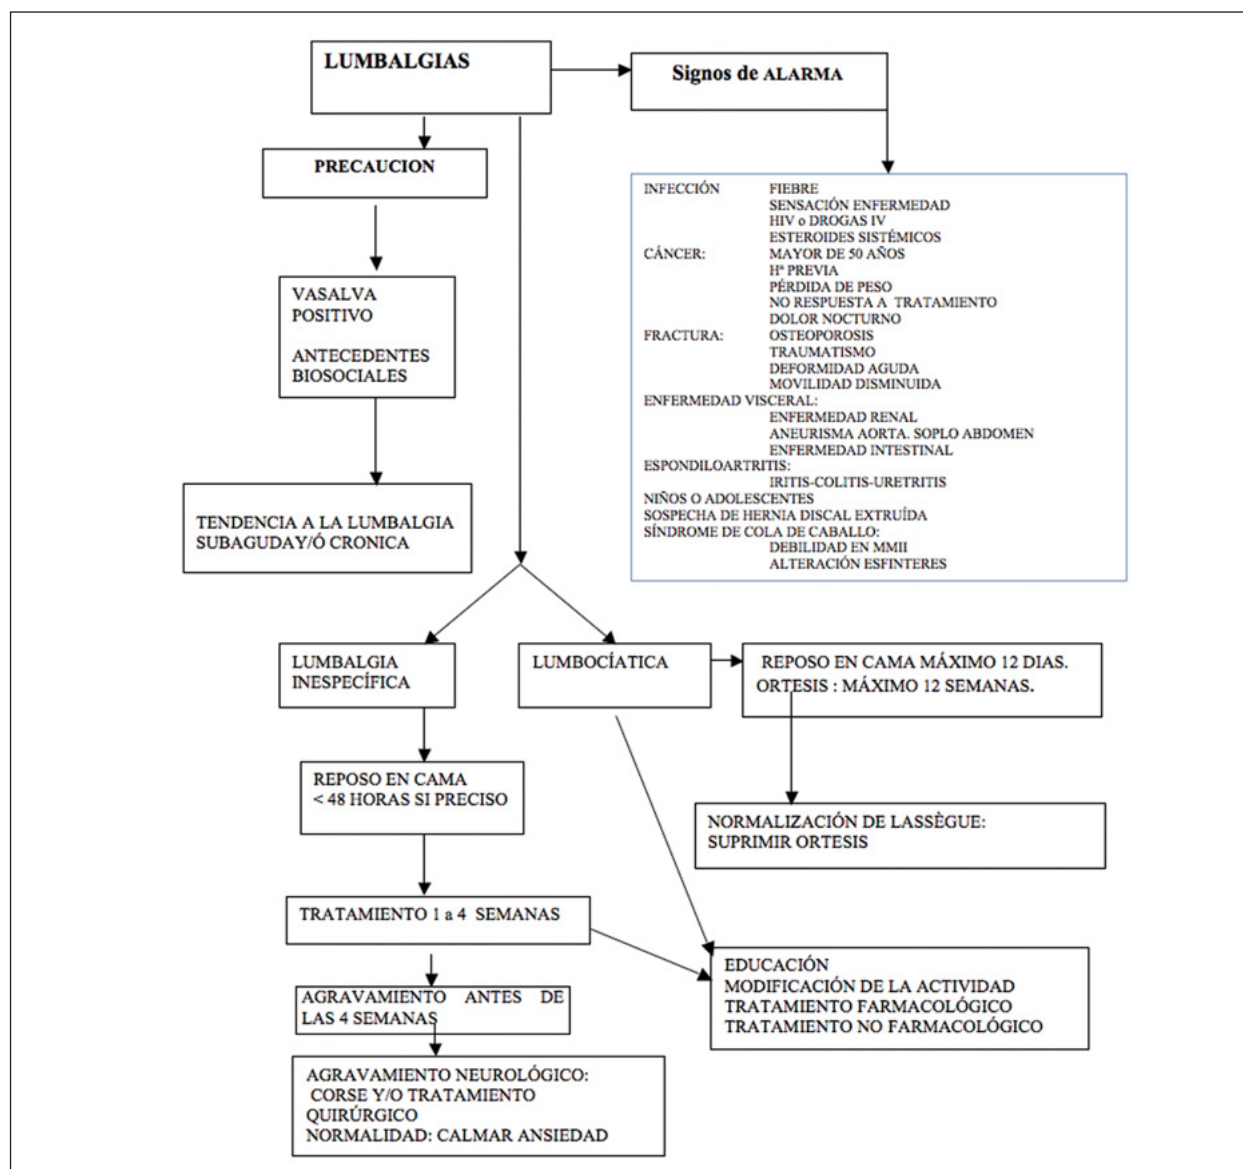 LUMBALGIAS
Signos de ALARMA
PRECAUCION
INFECCIÓN FIEBRE
SENSACIÓN ENFERMEDAD
HIV o DROGAS IV
ESTEROIDES SISTÉMICOS
CÁNCER: MAYOR DE 50 AÑOS
Hª PREVIA
PÉRDIDA DE PESO
NO RESPUESTA A TRATAMIENTO
DOLOR NOCTURNO
FRACTURA: OSTEOPOROSIS
TRAUMATISMO
DEFORMIDAD AGUDA
MOVILIDAD DISMINUIDA
ENFERMEDAD VISCERAL:
ENFERMEDAD RENAL
ANEURISMA AORTA. SOPLO ABDOMEN
ENFERMEDAD INTESTINAL
ESPONDILOARTRITIS:
IRITIS-COLITIS-URETRITIS
NIÑOS O ADOLESCENTES
SOSPECHA DE HERNIA DISCAL EXTRUÍDA
SÍNDROME DE COLA DE CABALLO:
DEBILIDAD EN MMII
ALTERACIÓN ESFINTERES
VASALVA
POSITIVO
ANTECEDENTES
BIOSOCIALES
TENDENCIA A LA LUMBALGIA
SUBAGUDAY/Ó CRONICA
LUMBALGIA
INESPECÍFICA
LUMBOCÍATICA
REPOSO EN CAMA MÁXIMO 12 DIAS.
ORTESIS : MÁXIMO 12 SEMANAS.
REPOSO EN CAMA
< 48 HORAS SI PRECISO
NORMALIZACIÓN DE LASSÈGUE:
SUPRIMIR ORTESIS
TRATAMIENTO 1 a 4 SEMANAS
EDUCACIÓN
MODIFICACIÓN DE LA ACTIVIDAD
TRATAMIENTO FARMACOLÓGICO
TRATAMIENTO NO FARMACOLÓGICO
AGRAVAMIENTO ANTES DE
LAS 4 SEMANAS
AGRAVAMIENTO NEUROLÓGICO:
CORSE Y/O TRATAMIENTO
QUIRÚRGICO
NORMALIDAD: CALMAR ANSIEDAD